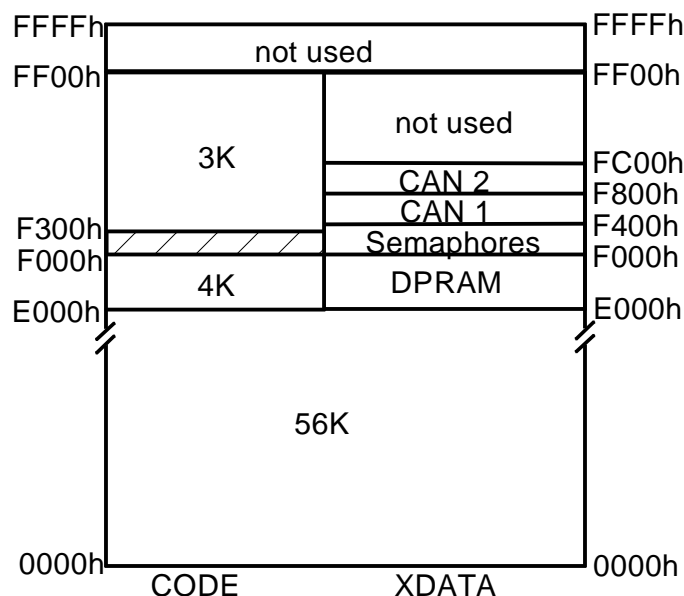 FFFFh FFFFh
not used
FF00h FF00h
not used
3K
FC00h
CAN 2
F800h
CAN 1
F300h F400h
Semaphores
F000h F000h
4K DPRAM
E000h E000h
56K
0000h 0000h
CODE XDATA